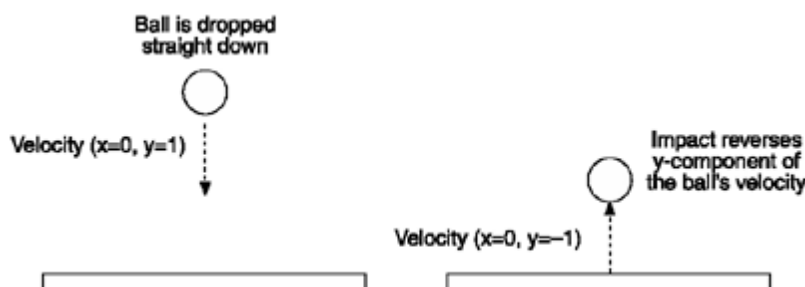 Ball is dropped
straight down
Velocity (x=0, y=1)
Impact reverses
y-component of
the ball's velocity
Velocity (x=0, y=–1)